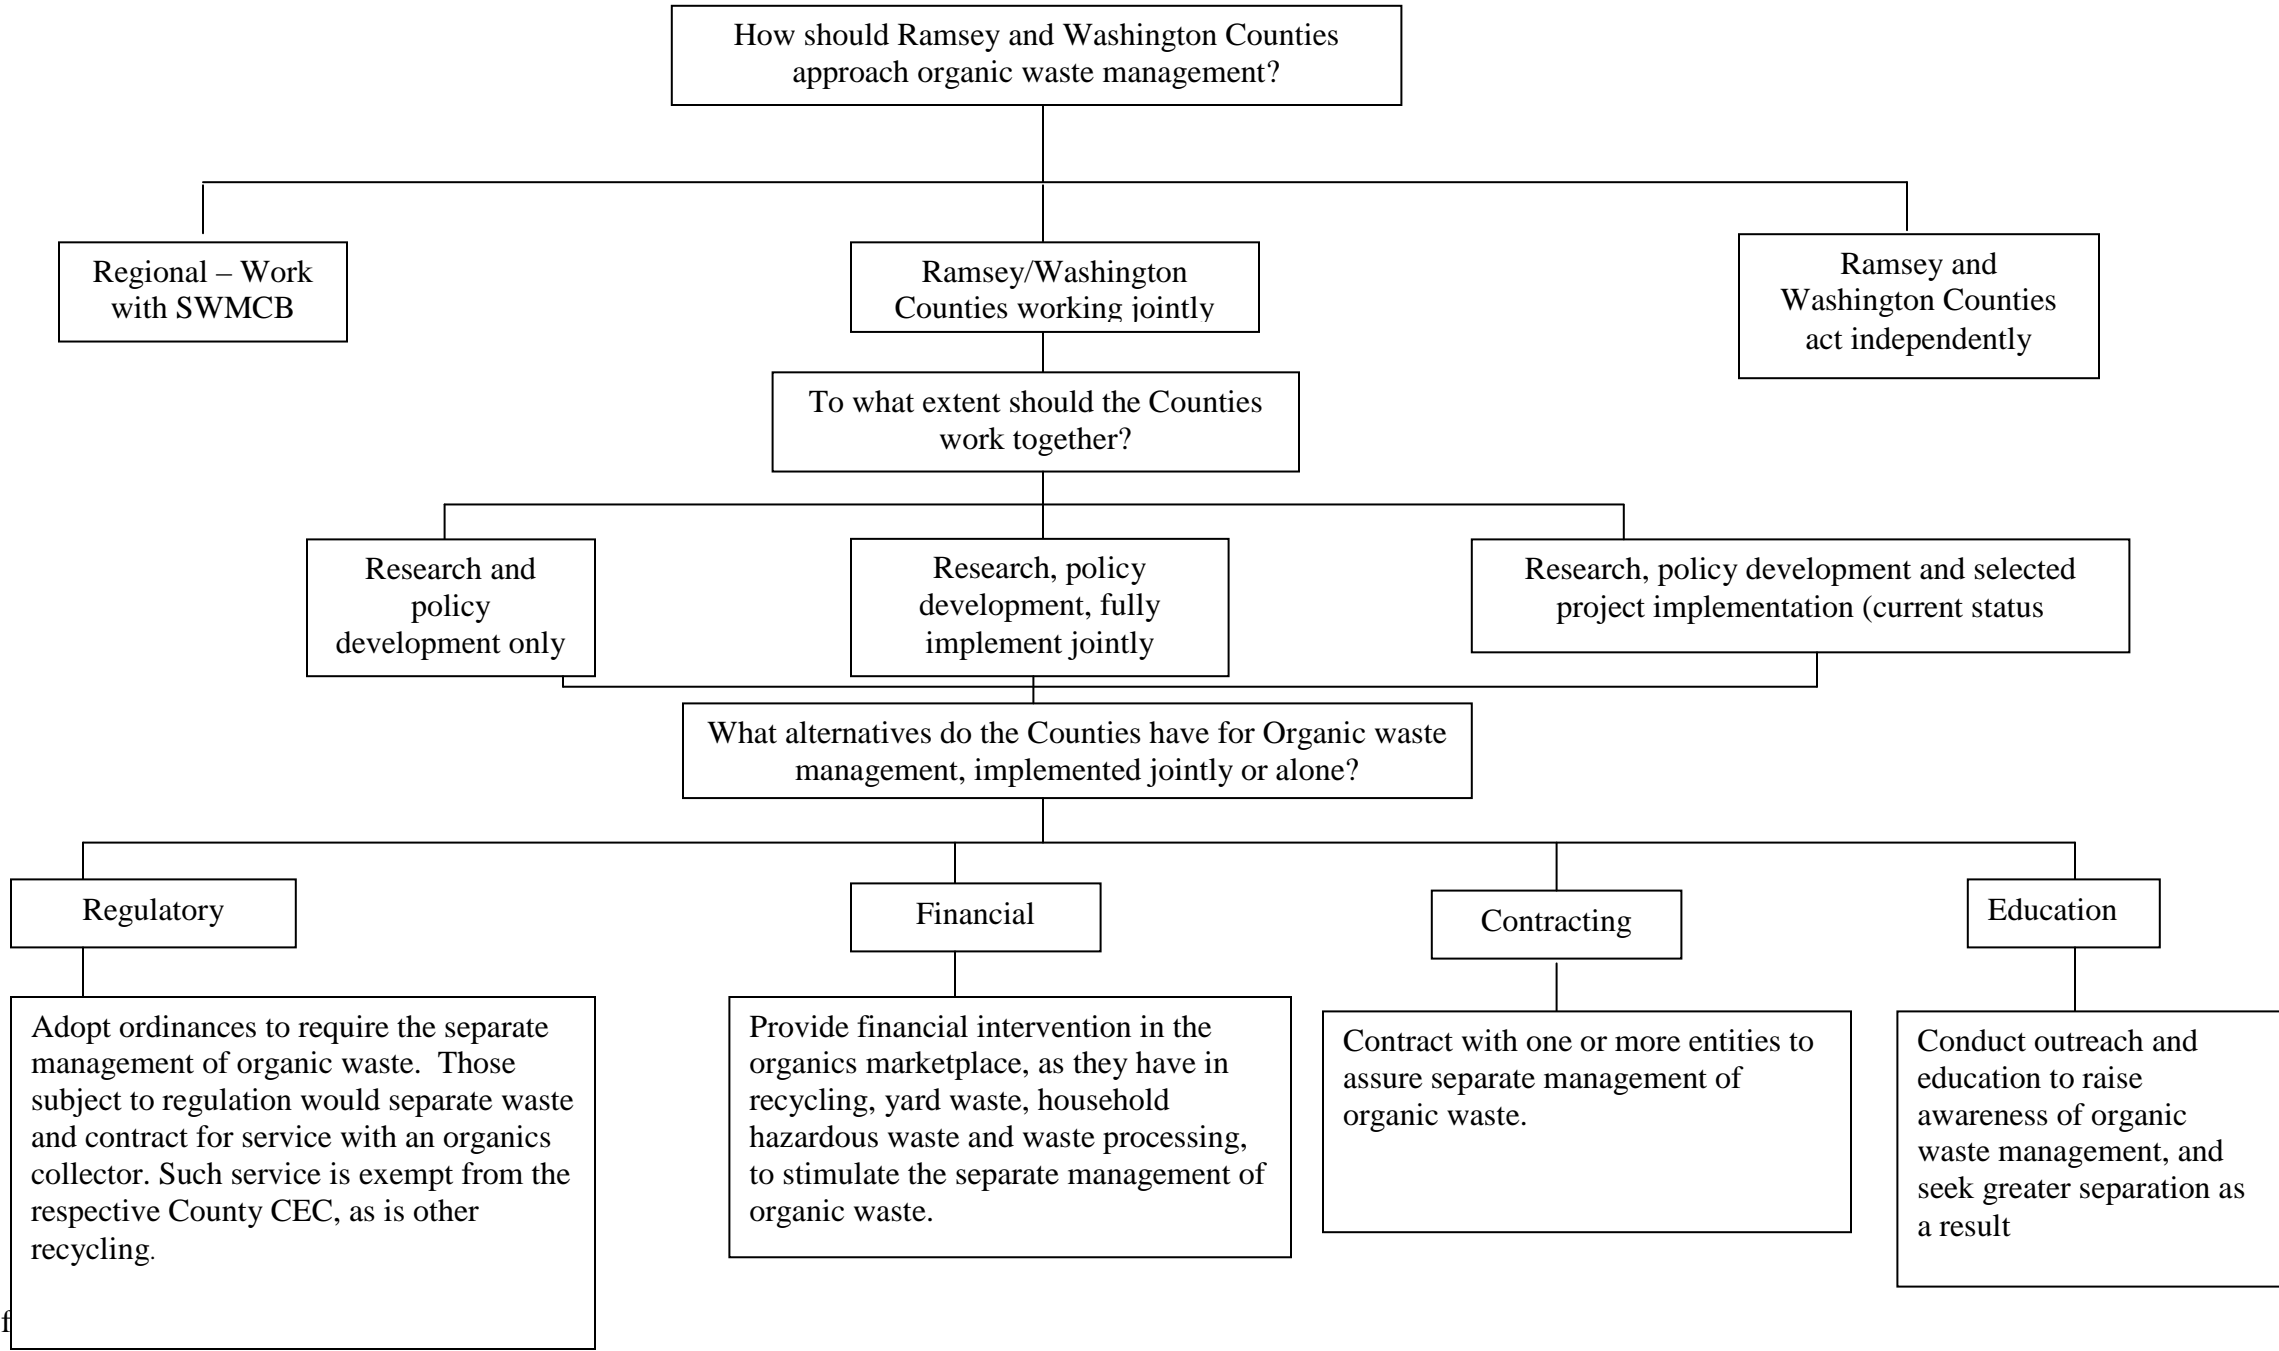 How should Ramsey and Washington Counties
approach organic waste management?
Regional – Work
with SWMCB
Ramsey/Washington
Counties working jointly
Ramsey and
Washington Counties
act independently
To what extent should the Counties
work together?
Research and
policy
development only
Research, policy
development, fully
implement jointly
Research, policy development and selected
project implementation (current status
What alternatives do the Counties have for Organic waste
management, implemented jointly or alone?
Regulatory
Financial
Contracting
Education
Adopt ordinances to require the separate
management of organic waste.  Those
subject to regulation would separate waste
and contract for service with an organics
collector. Such service is exempt from the
respective County CEC, as is other
recycling.
Provide financial intervention in the
organics marketplace, as they have in
recycling, yard waste, household
hazardous waste and waste processing,
to stimulate the separate management of
organic waste.
Contract with one or more entities to
assure separate management of
organic waste.
Conduct outreach and
education to raise
awareness of organic
waste management, and
seek greater separation as
a result
f